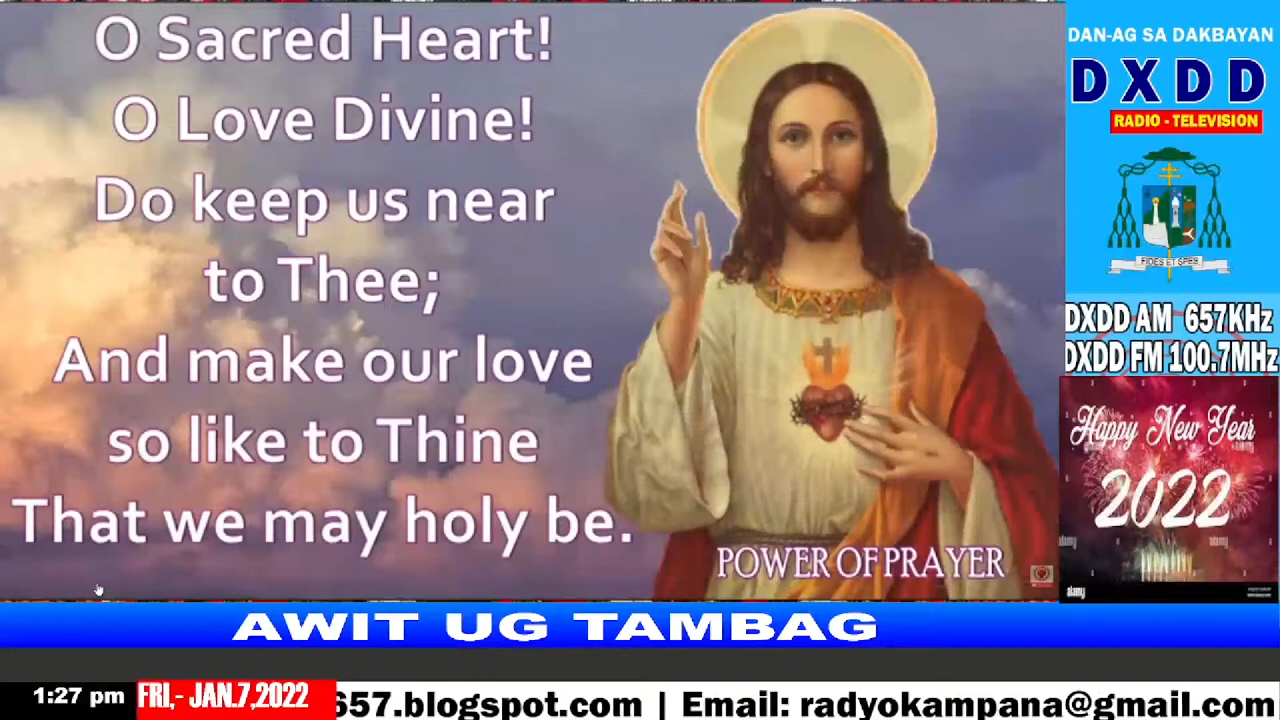 O Sacred Heart!
O Love Divine!
Do keep us near
to Thee;
And make our love
so like to Thine
That we may holy be.
POWER OF PRAYER
DAN-AG SA DAKBAYAN
DXDD
RADIO - TELEVISION
FIDES ET SPES
DXDD AM 657KHz
DXDD FM 100.7MHz
Happy New Year
2022
alamy
alamy
alamy
AWIT UG TAMBAG
1:27 pm
FRI,- JAN.7,2022
657.blogspot.com | Email: radyokampana@gmail.com